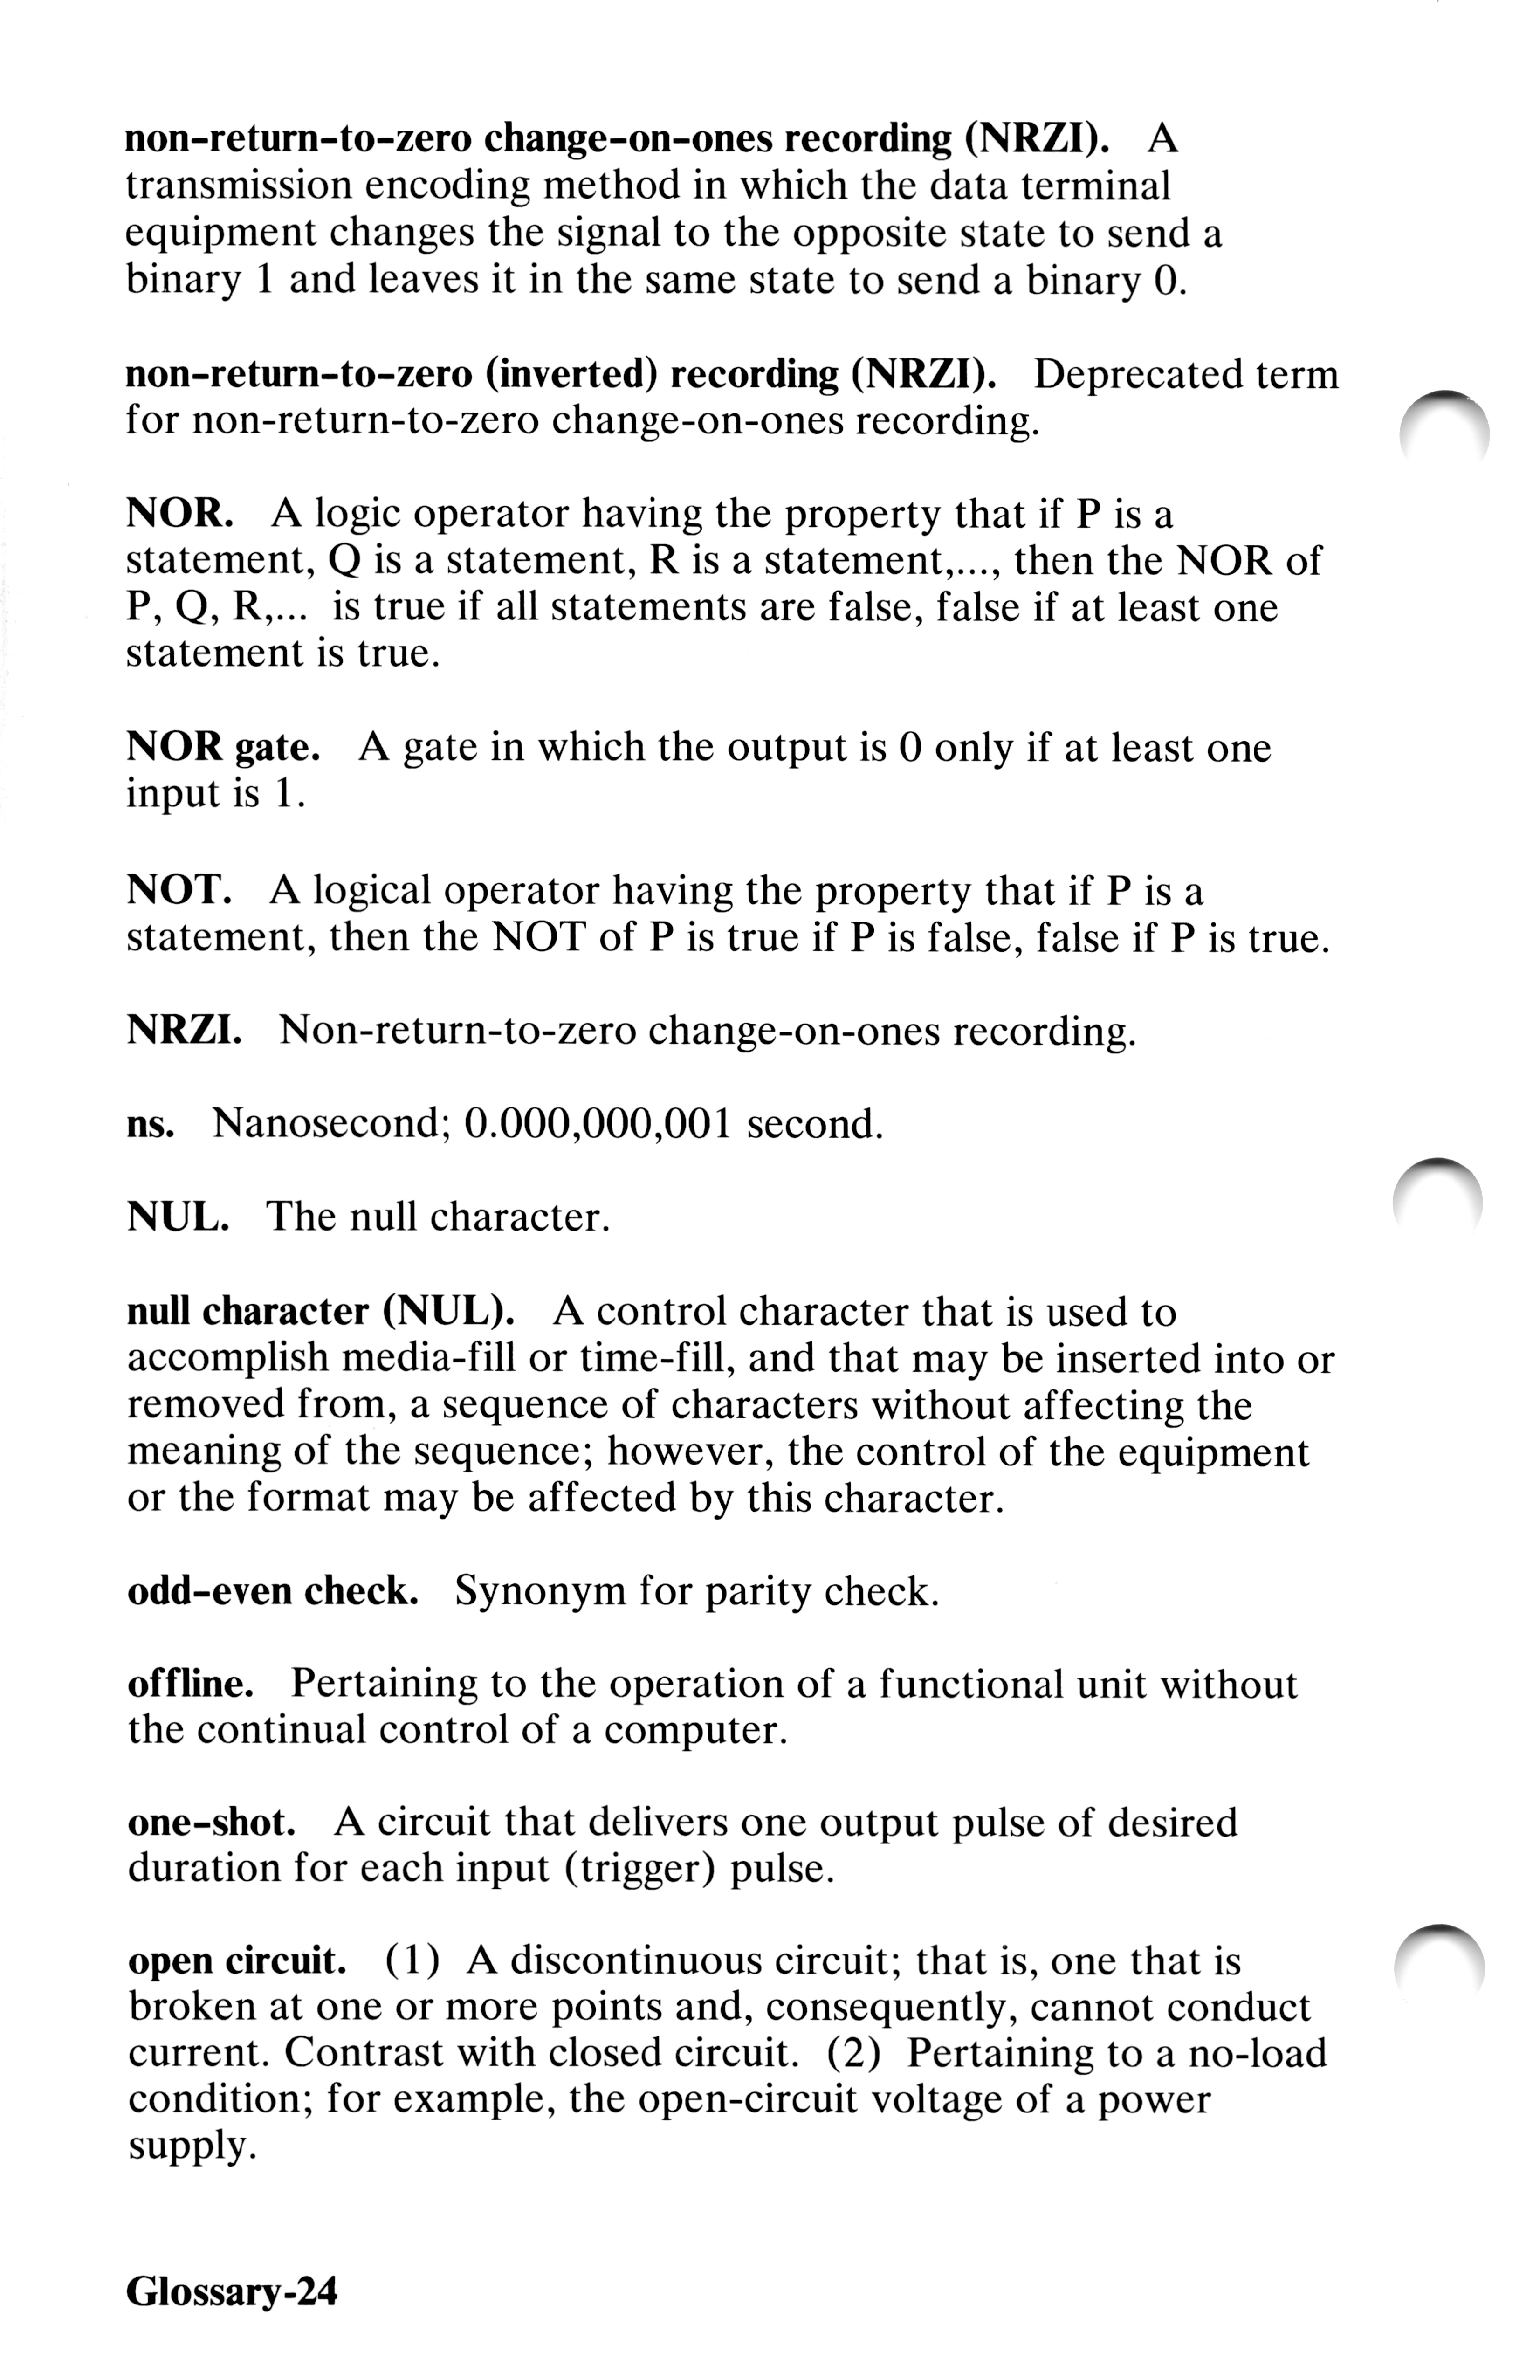 non-return-to-zero change-on-ones recording (NRZI). A
transmission encoding method in which the data terminal
equipment changes the signal to the opposite state to send a
binary 1 and leaves it in the same state to send a binary 0.
non-return-to-zero (inverted) recording (NRZI). Deprecated term
for non-return-to-zero change-on-ones recording.
NOR. A logic operator having the property that if P is a
statement, Q is a statement, R is a statement,..., then the NOR of
P, Q, R,... is true if all statements are false, false if at least one
statement is true.
NOR gate. A gate in which the output is 0 only if at least one
input is 1.
NOT. A logical operator having the property that if P is a
statement, then the NOT of P is true if P is false, false if P is true.
NRZI. Non-return-to-zero change-on-ones recording.
ns. Nanosecond; 0.000,000,001 second.
NUL. The null character.
null character (NUL). A control character that is used to
accomplish media-fill or time-fill, and that may be inserted into or
removed from, a sequence of characters without affecting the
meaning of the sequence; however, the control of the equipment
or the format may be affected by this character.
odd-even check. Synonym for parity check.
offline. Pertaining to the operation of a functional unit without
the continual control of a computer.
one-shot. A circuit that delivers one output pulse of desired
duration for each input (trigger) pulse.
open circuit. (1) A discontinuous circuit; that is, one that is
broken at one or more points and, consequently, cannot conduct
current. Contrast with closed circuit. (2) Pertaining to a no-load
condition; for example, the open-circuit voltage of a power
supply.
Glossary-24